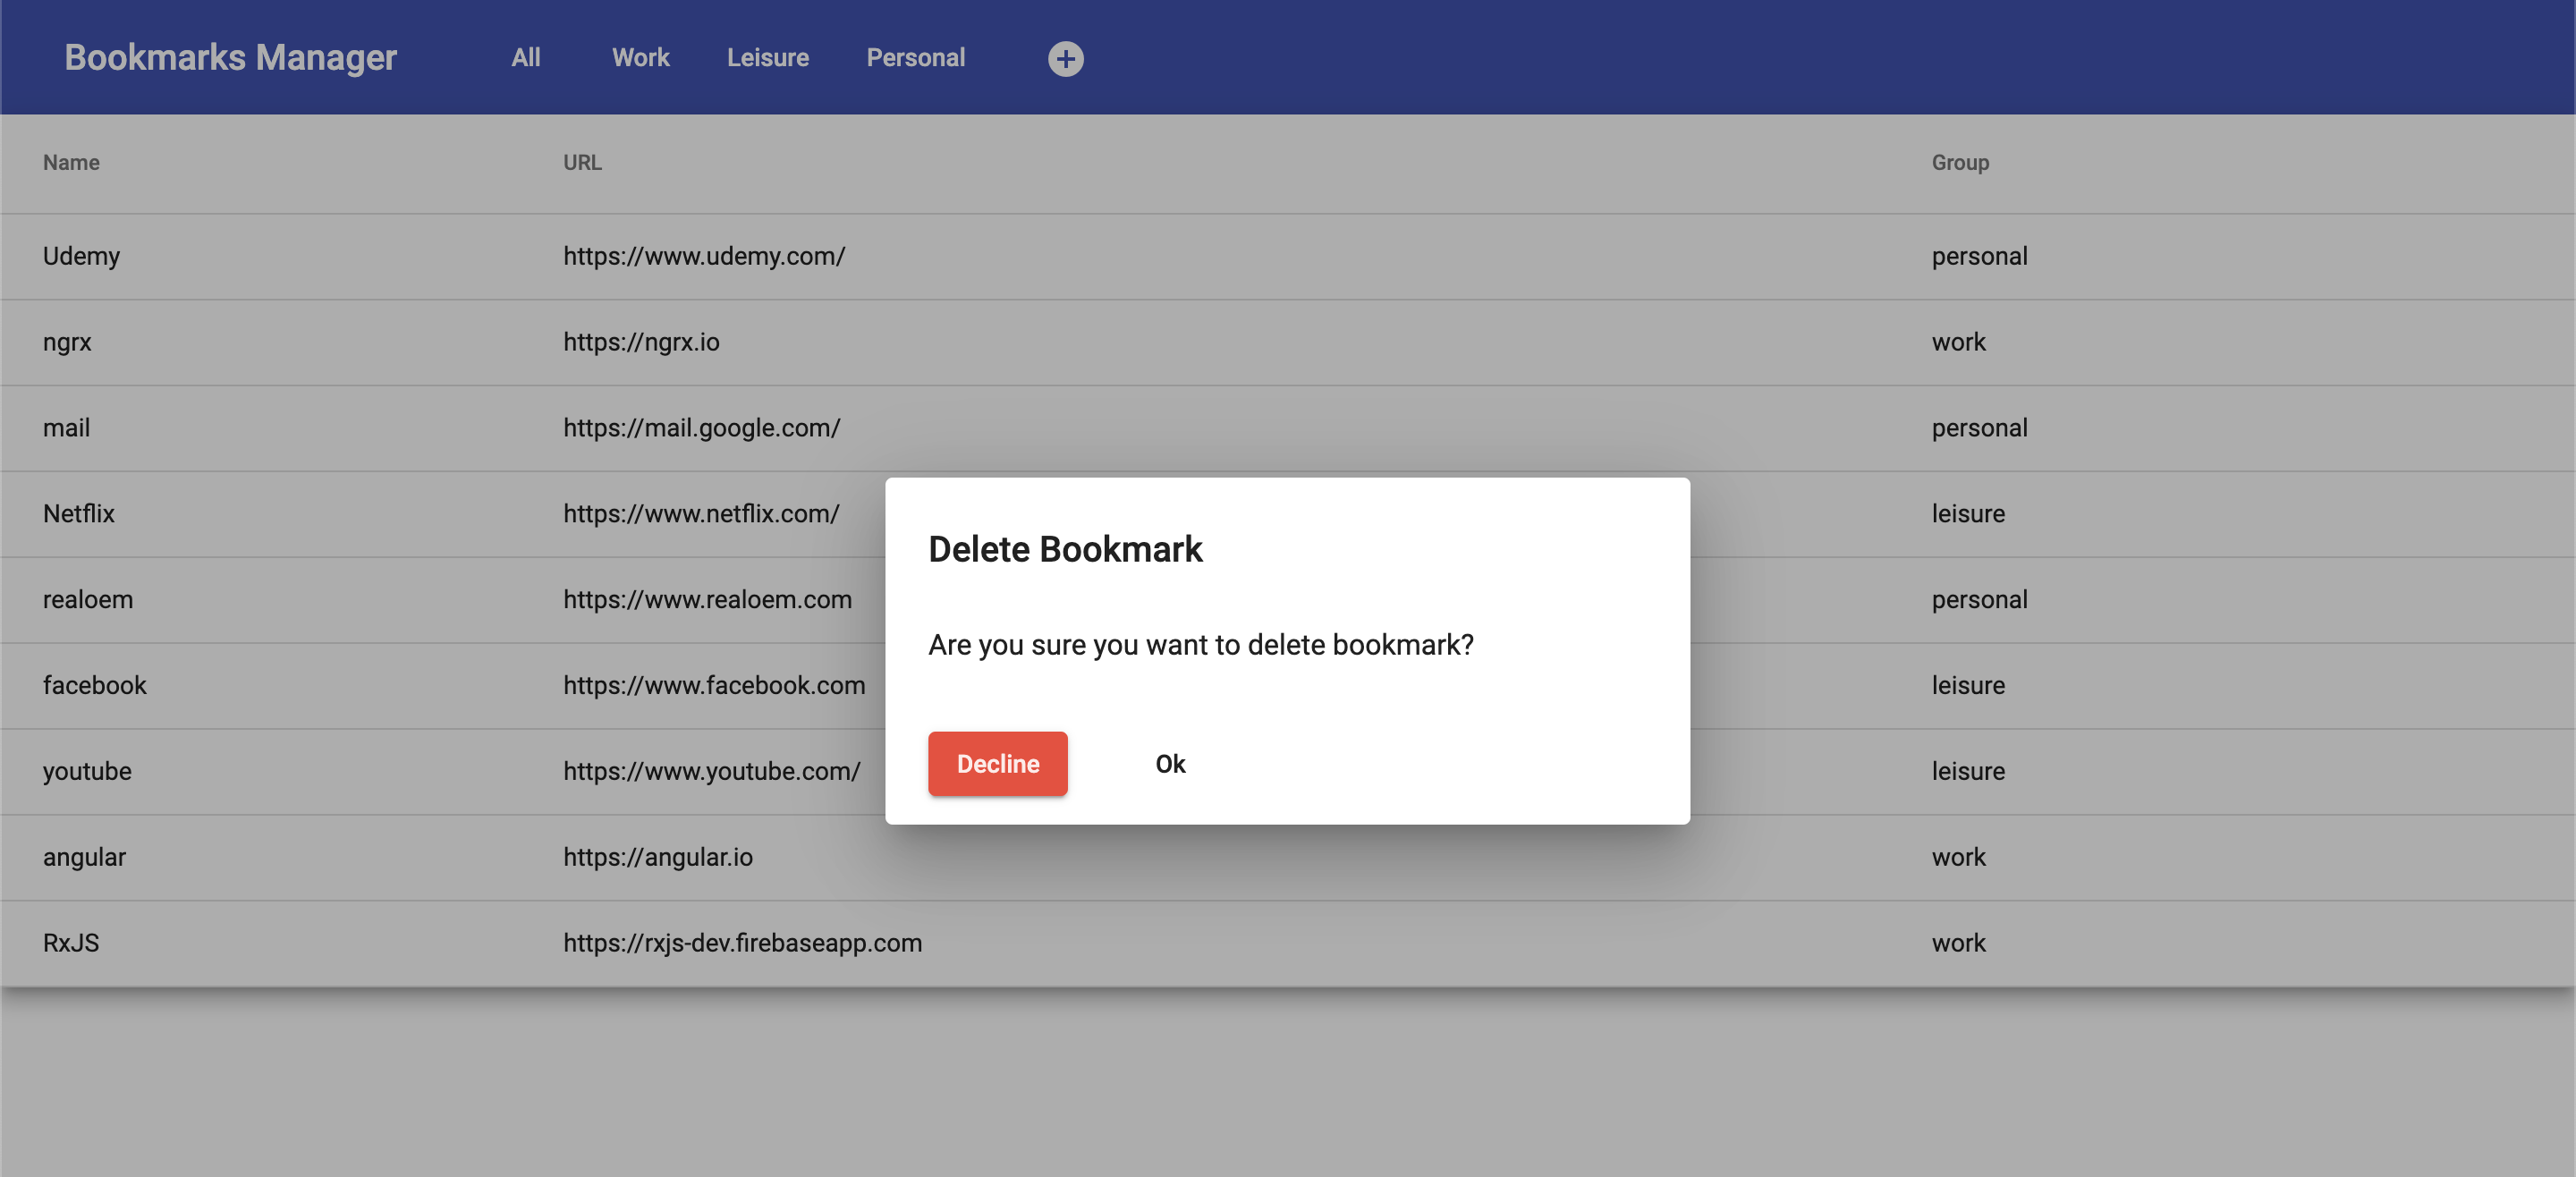 Bookmarks Manager All Work Leisure Personal
Name URL Group
Udemy https://www.udemy.com/ personal
ngrx https://ngrx.io work
mail https://mail.google.com/ personal
Netflix https://www.netflix.com/ leisure
realoem https://www.realoem.com personal
facebook https://www.facebook.com leisure
youtube https://www.youtube.com/ leisure
angular https://angular.io work
RxJS https://rxjs-dev.firebaseapp.com work
Delete Bookmark
Are you sure you want to delete bookmark?
Decline Ok